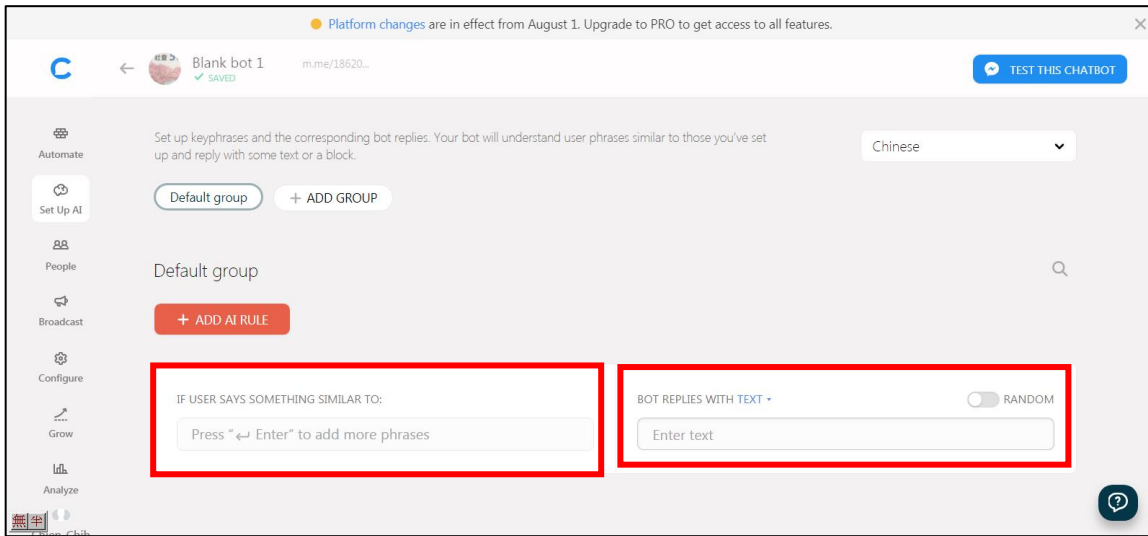 Platform changes are in effect from August 1. Upgrade to PRO to get access to all features.
Blank bot 1
m.me/18620...
SAVED
TEST THIS CHATBOT
Automate
Set up keyphrases and the corresponding bot replies. Your bot will understand user phrases similar to those you've set
up and reply with some text or a block.
Chinese
Set Up AI
Default group
+ ADD GROUP
People
Default group
Broadcast
+ ADD AI RULE
Configure
IF USER SAYS SOMETHING SIMILAR TO:
Press "↵ Enter" to add more phrases
BOT REPLIES WITH TEXT
RANDOM
Enter text
Grow
Analyze
無半
Chien-Chih